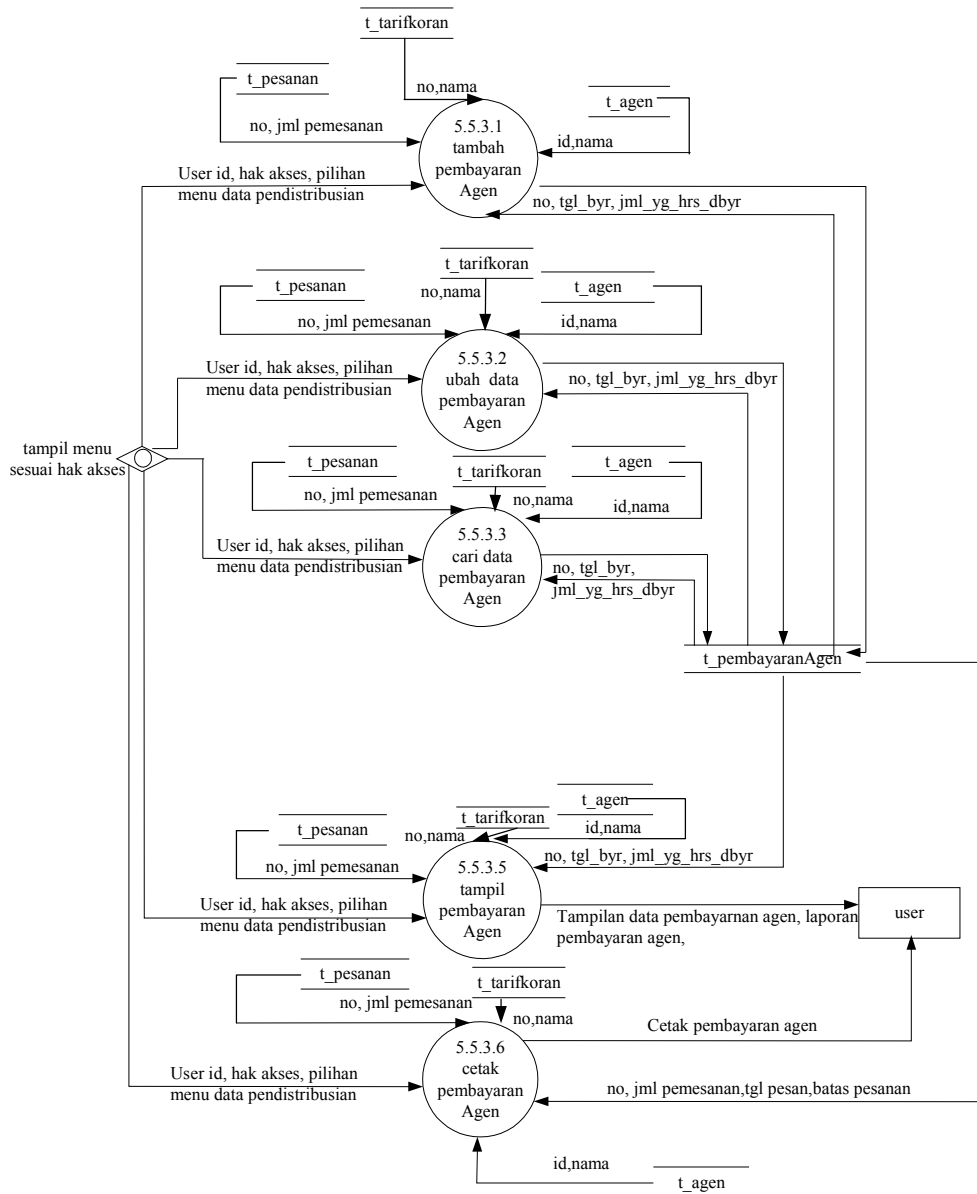 t_tarifkoran
t_pesanan
no,nama
t_agen
no, jml pemesanan
5.5.3.1
tambah
pembayaran
Agen
id,nama
User id, hak akses, pilihan
menu data pendistribusian
no, tgl_byr, jml_yg_hrs_dbyr
t_tarifkoran
t_pesanan
no,nama
t_agen
no, jml pemesanan
id,nama
5.5.3.2
ubah data
pembayaran
Agen
User id, hak akses, pilihan
menu data pendistribusian
no, tgl_byr, jml_yg_hrs_dbyr
tampil menu
sesuai hak akses
t_pesanan
t_tarifkoran
t_agen
no, jml pemesanan
no,nama
id,nama
5.5.3.3
cari data
pembayaran
Agen
User id, hak akses, pilihan
menu data pendistribusian
no, tgl_byr,
jml_yg_hrs_dbyr
t_pembayaranAgen
t_agen
t_tarifkoran
t_pesanan
no,nama
id,nama
no, jml pemesanan
no, tgl_byr, jml_yg_hrs_dbyr
5.5.3.5
tampil
pembayaran
Agen
User id, hak akses, pilihan
menu data pendistribusian
Tampilan data pembayarnan agen, laporan
pembayaran agen,
user
t_pesanan
t_tarifkoran
no, jml pemesanan
no,nama
Cetak pembayaran agen
5.5.3.6
cetak
pembayaran
Agen
User id, hak akses, pilihan
menu data pendistribusian
no, jml pemesanan,tgl pesan,batas pesanan
id,nama
t_agen